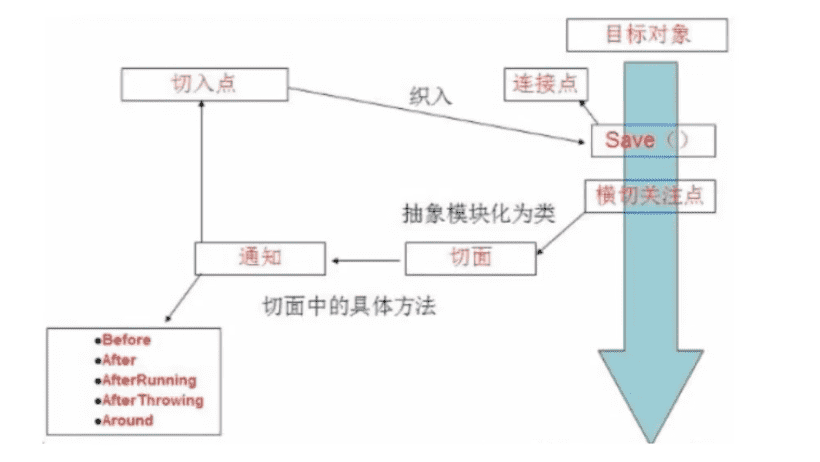 目标对象
切入点
连接点
织入
Save（）
横切关注点
抽象模块化为类
通知
切面
切面中的具体方法
●Before
●After
●AfterRunning
●AfterThrowing
●Around